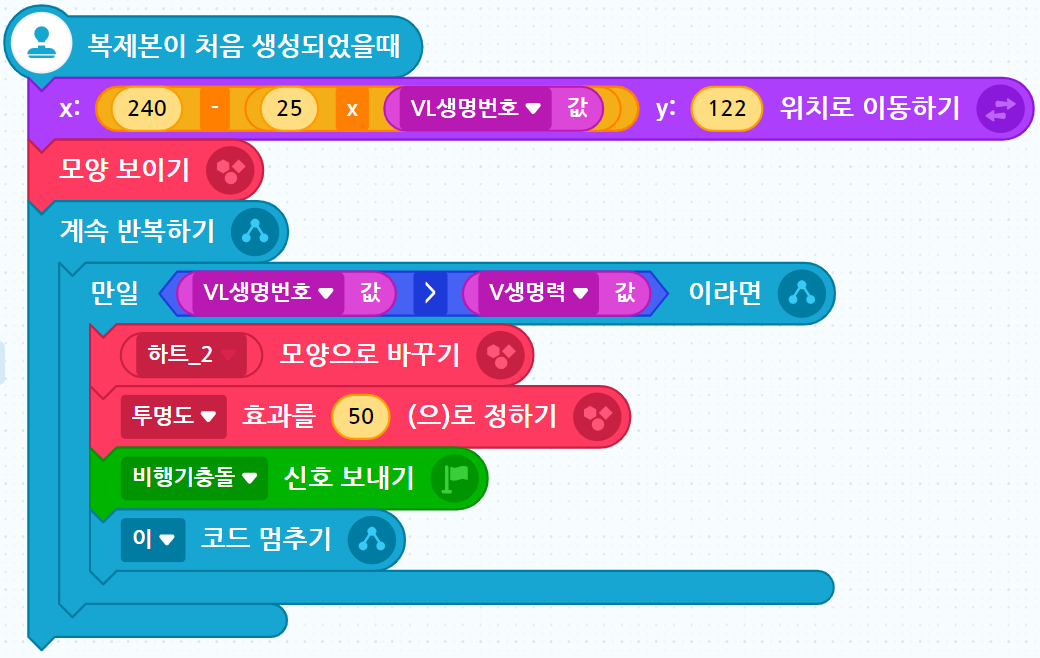 복제본이 처음 생성되었을때
x: 240 - 25 x VL생명번호 값 y: 122 위치로 이동하기
모양 보이기
계속 반복하기
만일 VL생명번호 값 > V생명력 값 이라면
하트_2 모양으로 바꾸기
투명도 효과를 50 (으)로 정하기
비행기충돌 신호 보내기
이 코드 멈추기